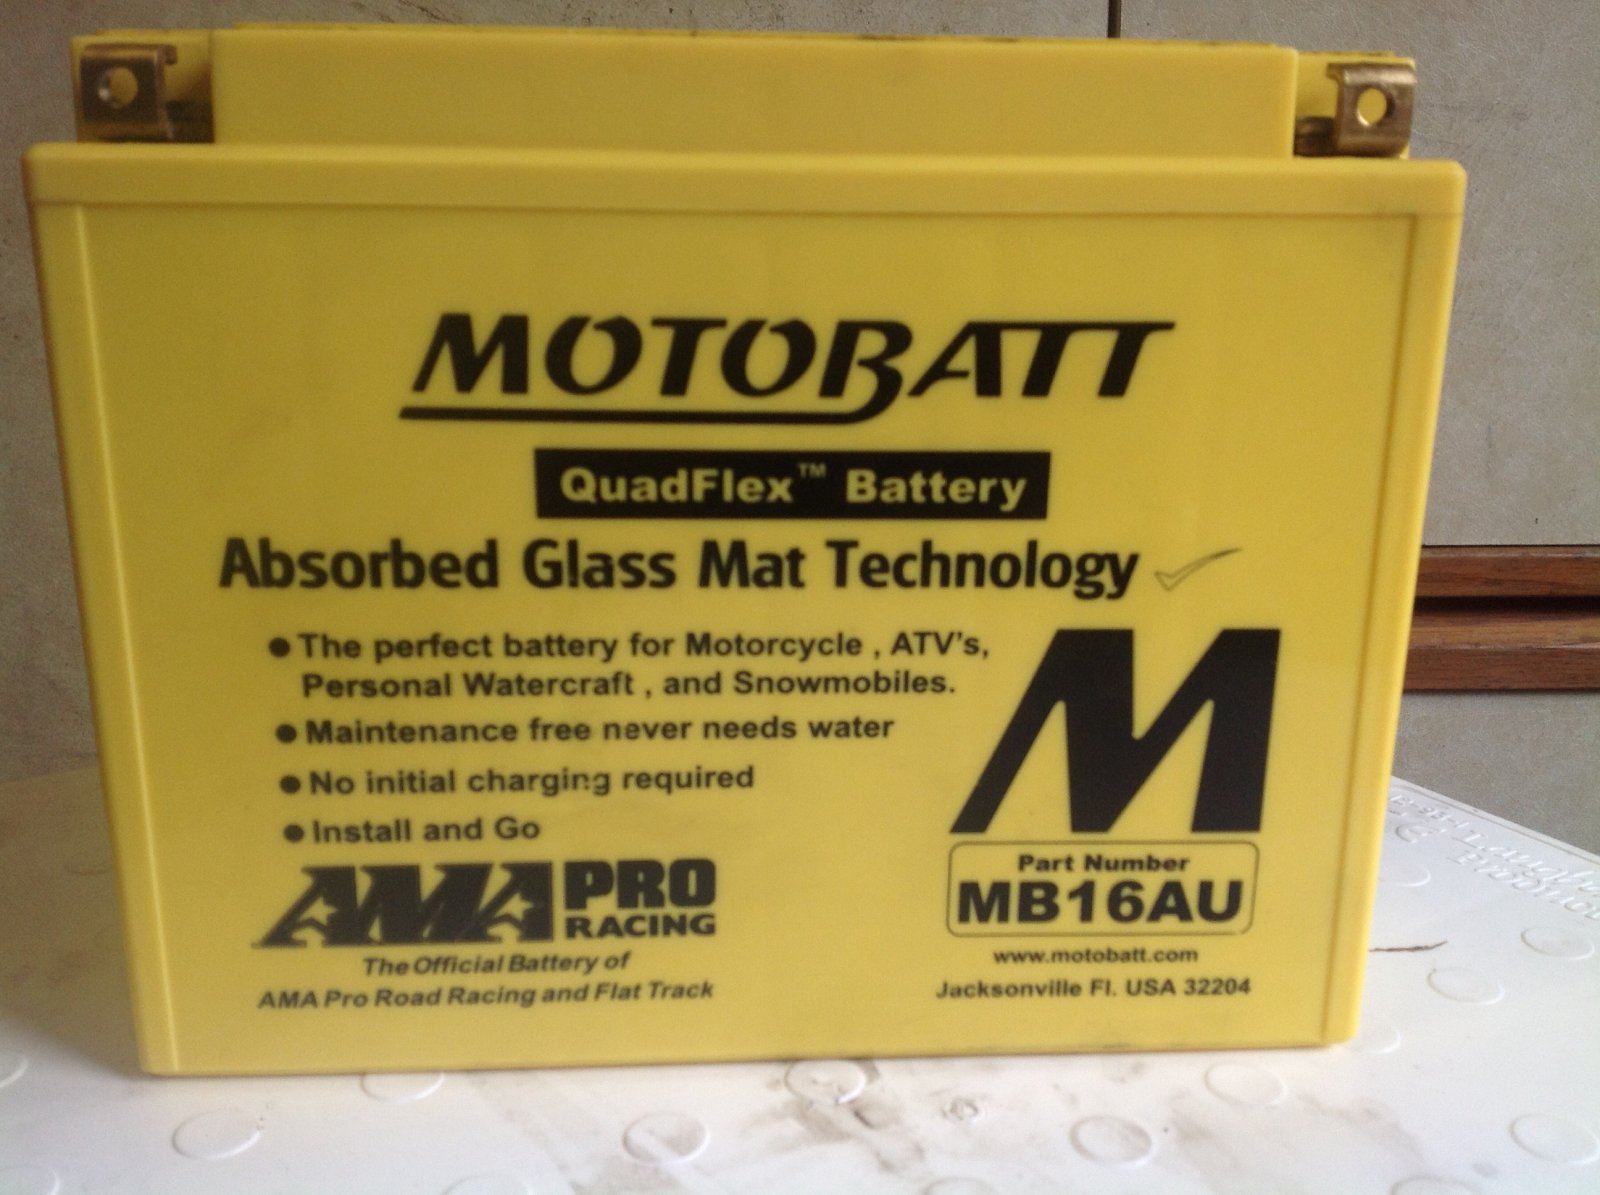 MOTOBATT
QuadFlex™ Battery
Absorbed Glass Mat Technology
● The perfect battery for Motorcycle , ATV's,
Personal Watercraft , and Snowmobiles.
● Maintenance free never needs water
● No initial charging required
● Install and Go
M
AMA PRO
RACING
The Official Battery of
AMA Pro Road Racing and Flat Track
Part Number
MB16AU
www.motobatt.com
Jacksonville Fl. USA 32204